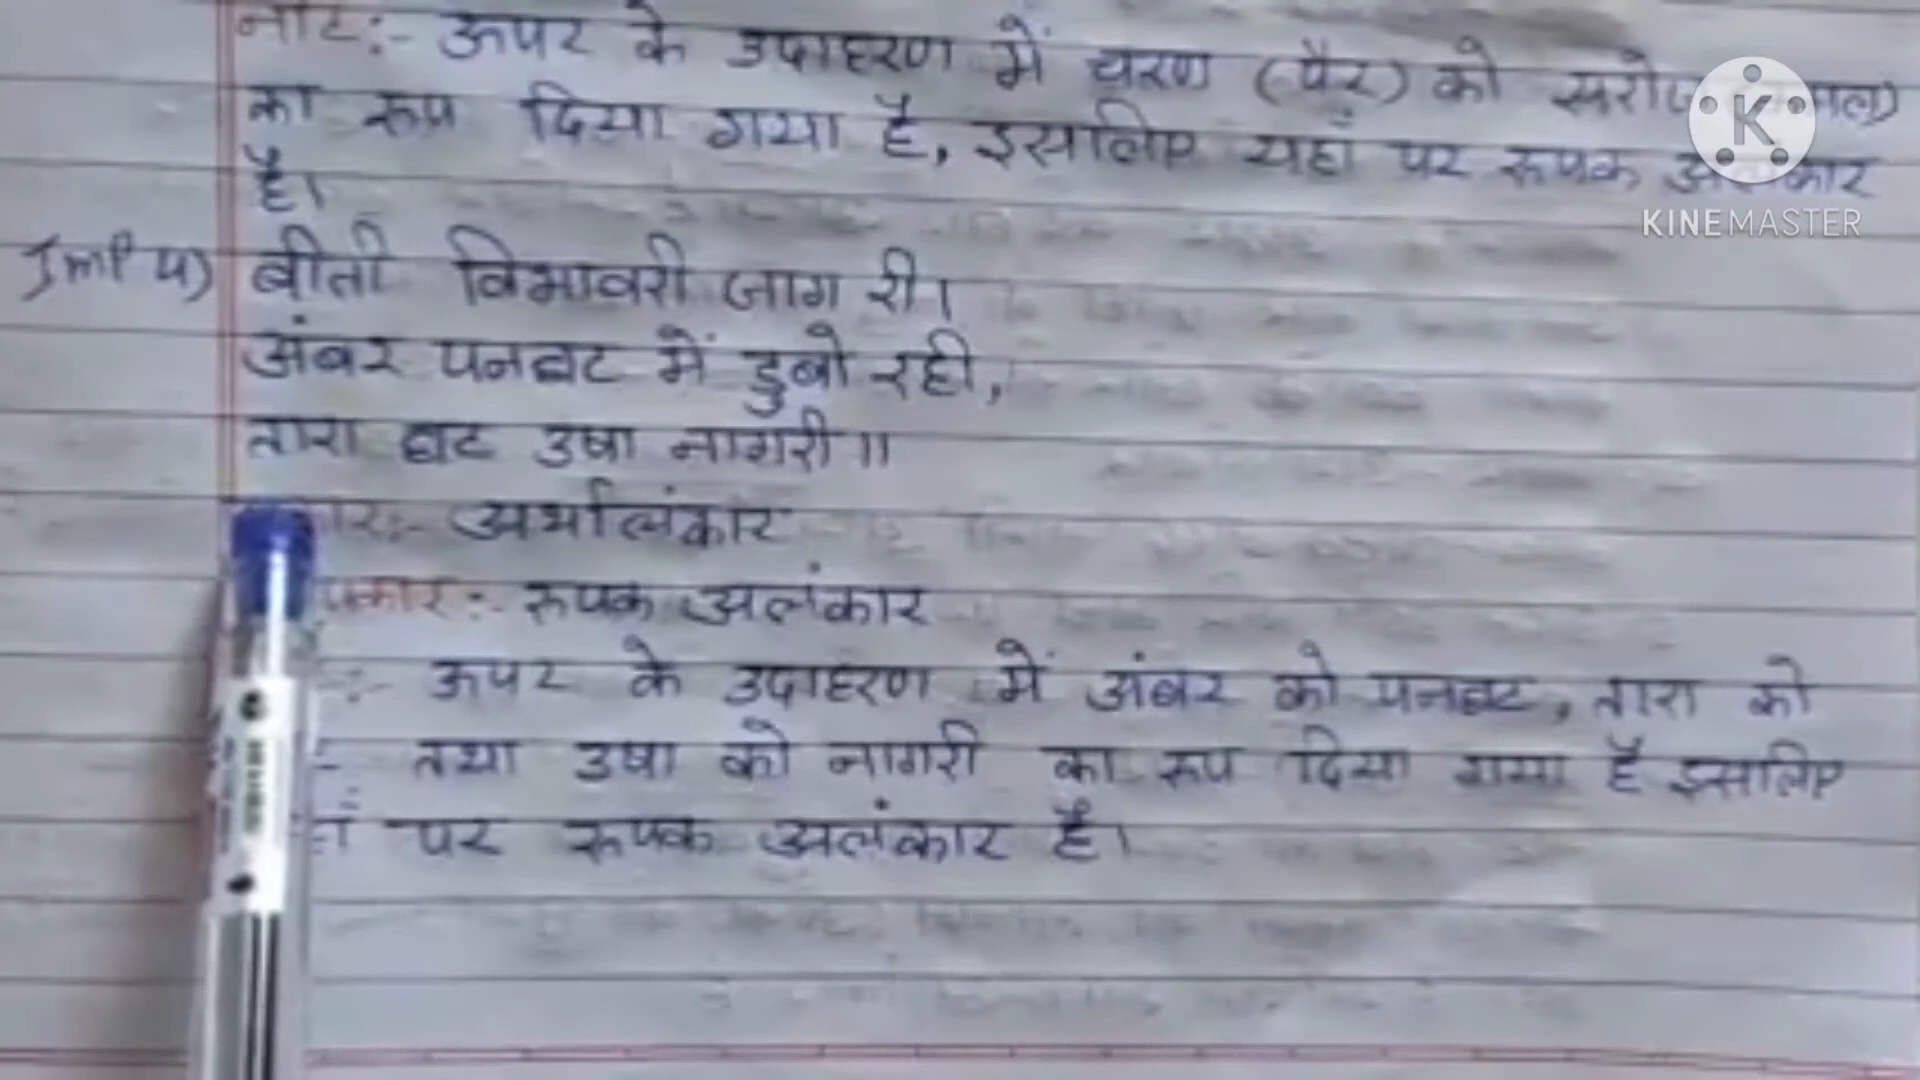 नोट:- ऊपर के उदाहरण में चरण (पैर) को
का रूप दिया गया है, इसलिए यहाँ पर रूपक अलंकार
है।
Imp 4) बीती विभावरी जाग री।
अंबर पनघट में डुबो रही,
तारा घट उषा नागरी॥
अर्थालंकार
रूपक अलंकार
ऊपर के उदाहरण में अंबर को पनघट, तारा को
तथा उषा को नागरी का रूप दिया गया है इसलिए
पर रूपक अलंकार है।
K
KINEMASTER